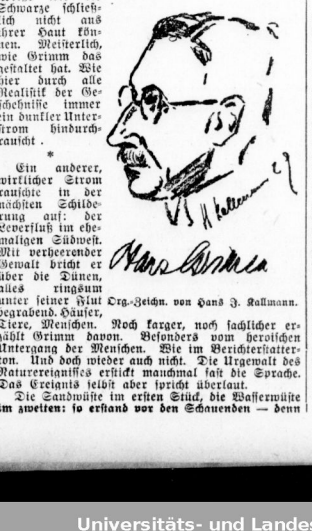 Schwarze schließ-
lich nicht aus
ihrer Haut kön-
nen. Meisterlich,
wie Grimm das
gestaltet hat. Wie
hier durch alle
Realistik der Ge-
schehnisse immer
ein dunkler Unter-
strom hindurch-
rauscht.
*
Ein anderer,
wirklicher Strom
rauschte in der
nächsten Schilde-
rung auf: der
Leverfluß im ehe-
maligen Südwest.
Mit verheerender
Gewalt bricht er
über die Dünen,
alles ringsum
unter seiner Flut
begrabend. Häuser,
H Kallmann 29
Hans Grimm
Org.-Zeichn. von Hans J. Kallmann.
Tiere, Menschen. Noch karger, noch sachlicher er-
zählt Grimm davon. Besonders vom heroischen
Untergang der Menschen. Wie im Berichterstatter-
ton. Und doch wieder auch nicht. Die Urgewalt des
Naturereignisses erstickt manchmal fast die Sprache.
Das Ereignis selbst aber spricht überlaut.
Die Sandwüste im ersten Stück, die Wasserwüste
im zweiten: so erstand vor den Schauenden — denn
Universitäts- und Landes